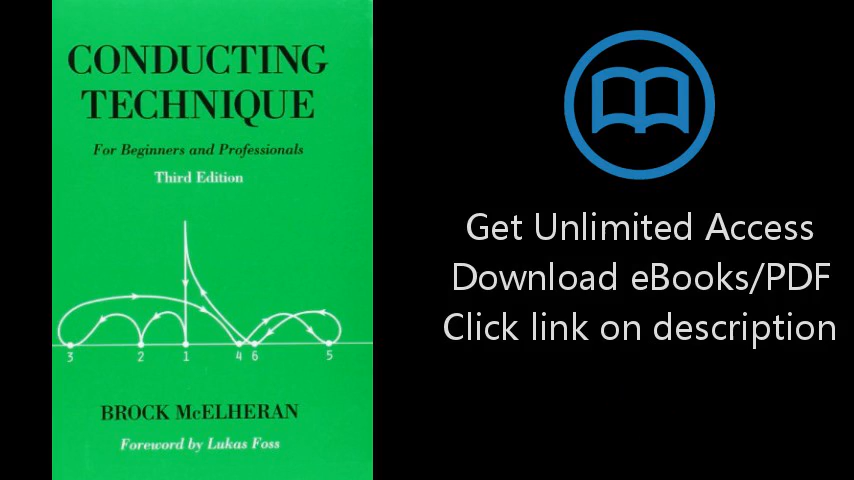 CONDUCTING
TECHNIQUE
For Beginners and Professionals
Third Edition
3 2 1 4 6 5
BROCK McELHERAN
Foreword by Lukas Foss
Get Unlimited Access
Download eBooks/PDF
Click link on description